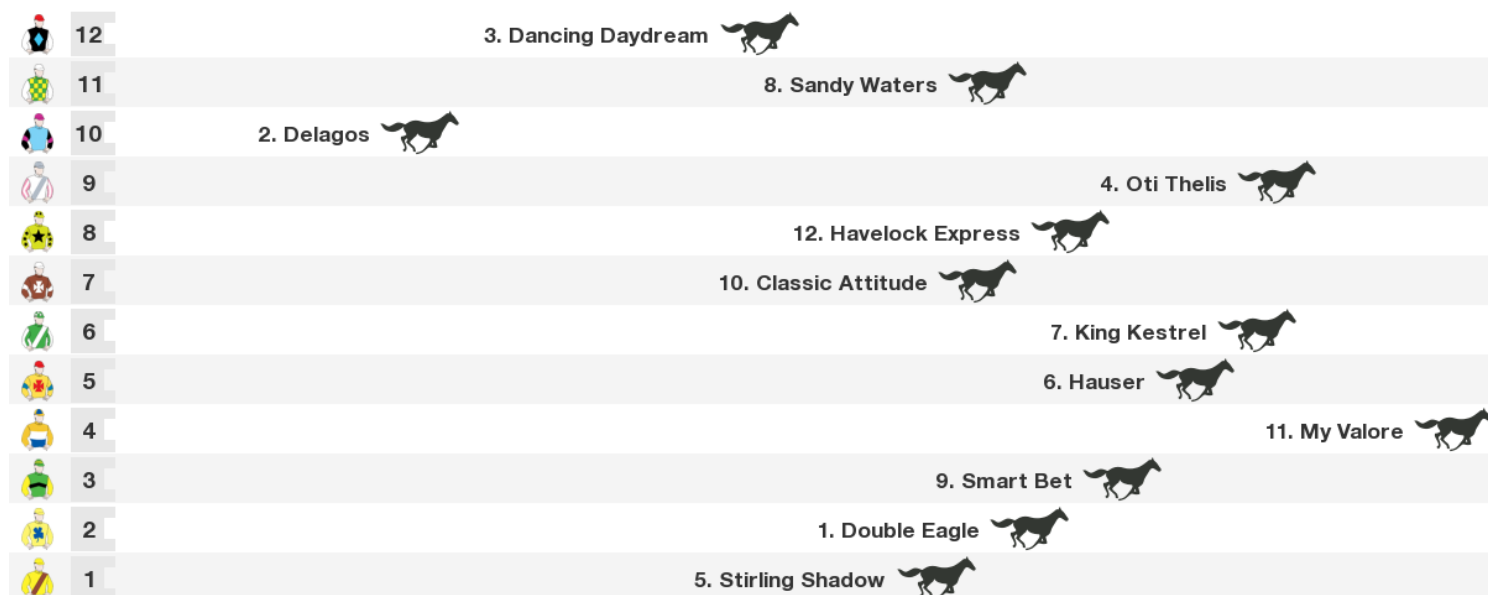 12 3. Dancing Daydream
11 8. Sandy Waters
10 2. Delagos
9 4. Oti Thelis
8 12. Havelock Express
7 10. Classic Attitude
6 7. King Kestrel
5 6. Hauser
4 11. My Valore
3 9. Smart Bet
2 1. Double Eagle
1 5. Stirling Shadow